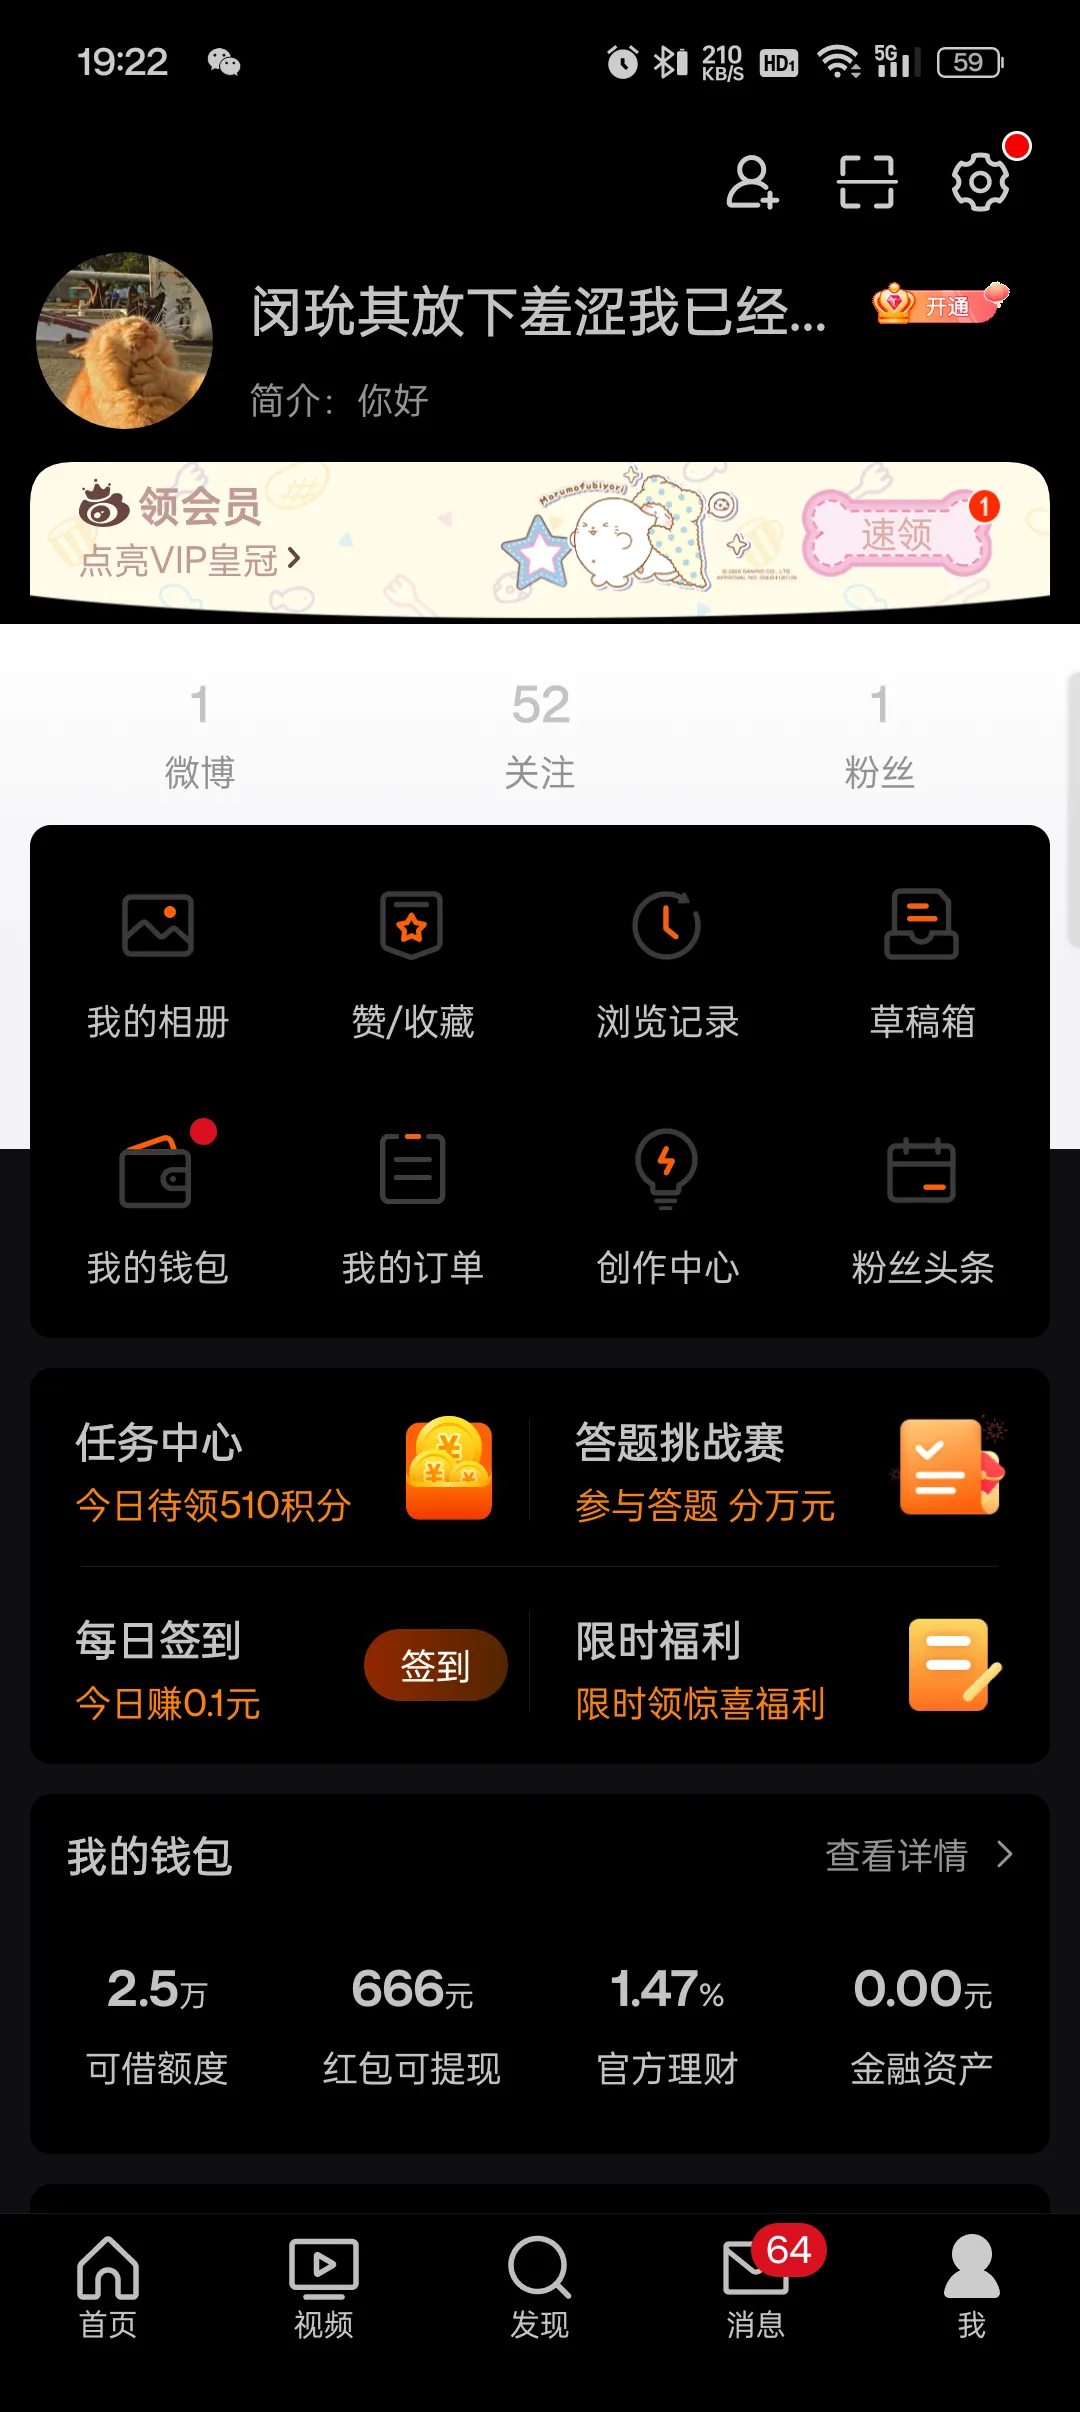 19:22
210 KB/S HD1 5G 59
闵玧其放下羞涩我已经...
开通
简介：你好
领会员
点亮VIP皇冠
Marumofubiyori
速领
1
1
52
1
微博
关注
粉丝
我的相册
赞/收藏
浏览记录
草稿箱
我的钱包
我的订单
创作中心
粉丝头条
任务中心
今日待领510积分
答题挑战赛
参与答题 分万元
每日签到
今日赚0.1元
签到
限时福利
限时领惊喜福利
我的钱包
查看详情
2.5万
666元
1.47%
0.00元
可借额度
红包可提现
官方理财
金融资产
64
首页
视频
发现
消息
我